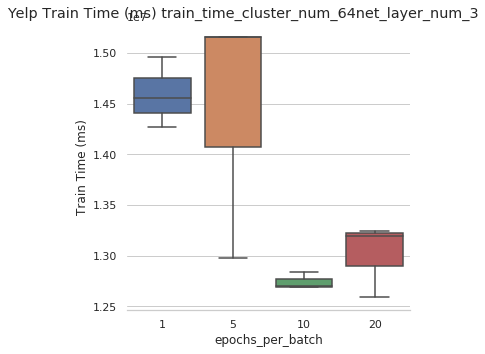 Yelp Train Time (ms) train_time_cluster_num_64net_layer_num_3
1e7
1.50
1.45
1.40
1.35
1.30
1.25
Train Time (ms)
1 5 10 20
epochs_per_batch